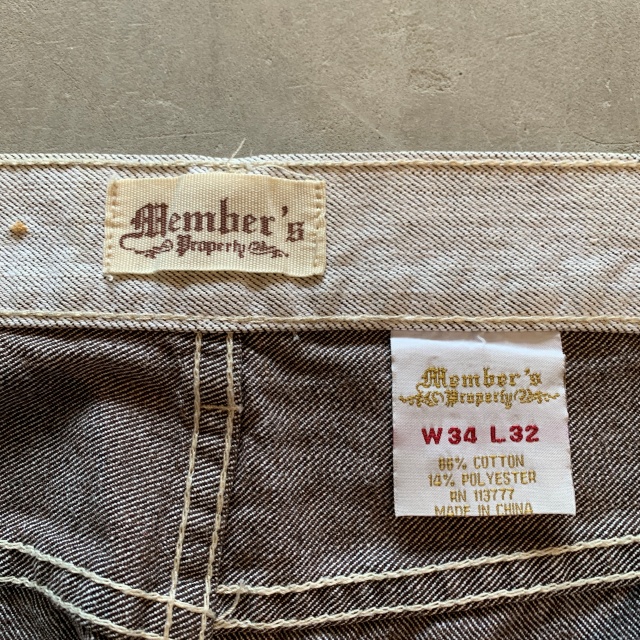 Member's
Property
Member's
Property
W34 L32
86% COTTON
14% POLYESTER
RN 113777
MADE IN CHINA